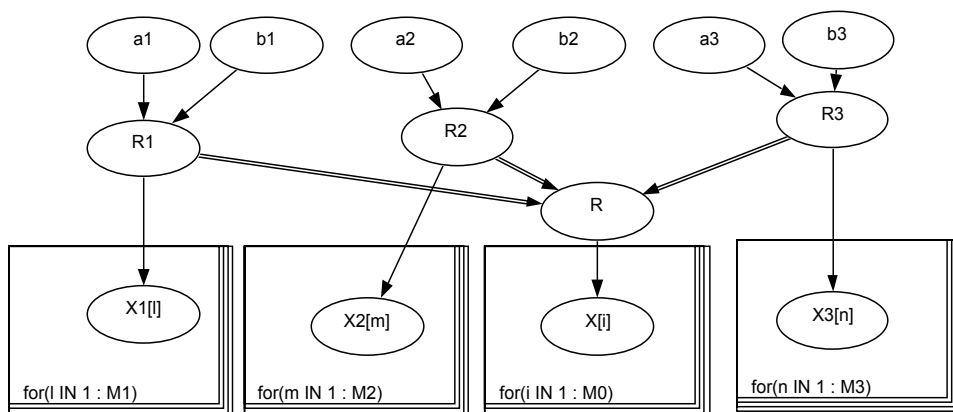 a1
b1
a2
b2
a3
b3
R1
R2
R3
R
X1[l]
X2[m]
X[i]
X3[n]
for(l IN 1 : M1)
for(m IN 1 : M2)
for(i IN 1 : M0)
for(n IN 1 : M3)